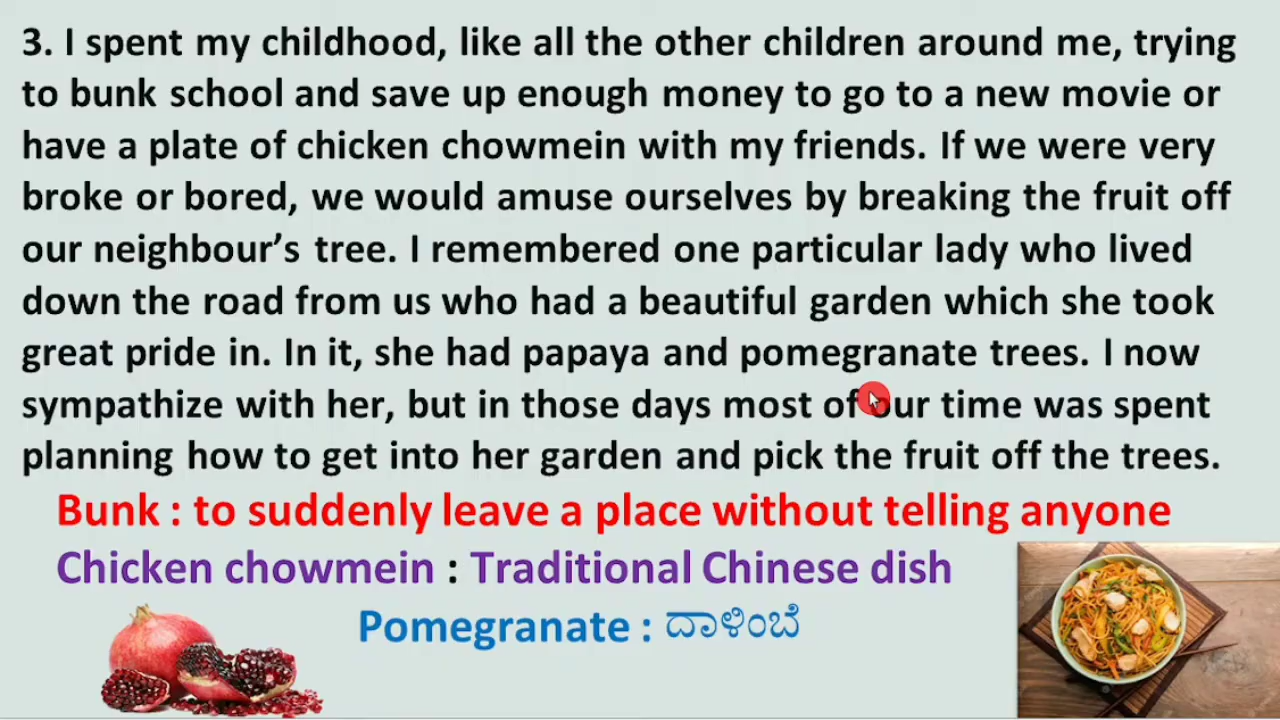 3. I spent my childhood, like all the other children around me, trying
to bunk school and save up enough money to go to a new movie or
have a plate of chicken chowmein with my friends. If we were very
broke or bored, we would amuse ourselves by breaking the fruit off
our neighbour’s tree. I remembered one particular lady who lived
down the road from us who had a beautiful garden which she took
great pride in. In it, she had papaya and pomegranate trees. I now
sympathize with her, but in those days most of our time was spent
planning how to get into her garden and pick the fruit off the trees.
Bunk : to suddenly leave a place without telling anyone
Chicken chowmein : Traditional Chinese dish
Pomegranate : ದಾಳಿಂಬೆ